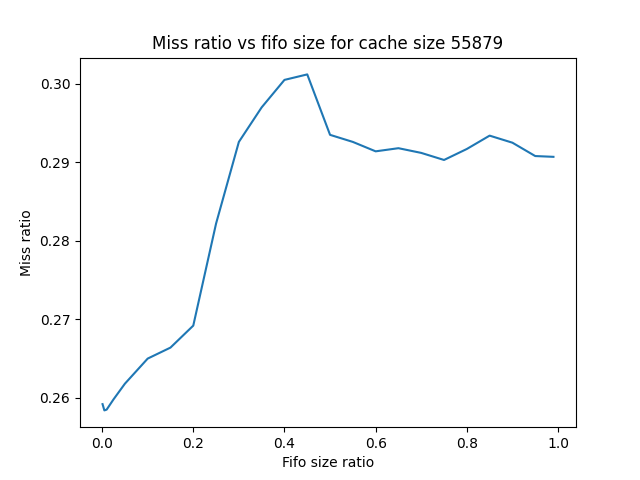 Miss ratio vs fifo size for cache size 55879
0.30
0.29
0.28
0.27
0.26
Miss ratio
0.0 0.2 0.4 0.6 0.8 1.0
Fifo size ratio